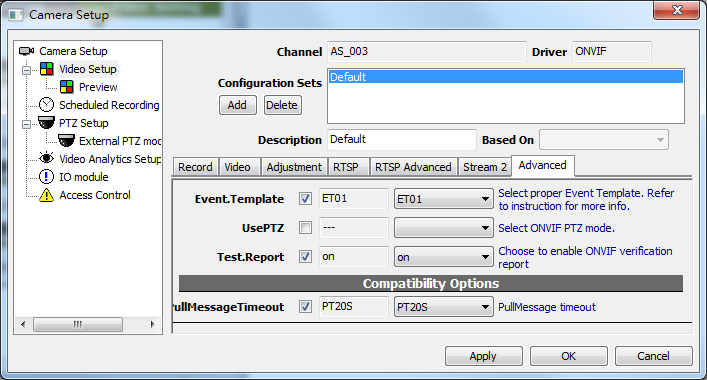 Camera Setup
Camera Setup
Video Setup
Preview
Scheduled Recording
PTZ Setup
External PTZ mod
Video Analytics Setup
IO module
Access Control
Channel
AS_003
Driver
ONVIF
Configuration Sets
Default
Add
Delete
Description
Default
Based On
Record
Video
Adjustment
RTSP
RTSP Advanced
Stream 2
Advanced
Event.Template
ET01
ET01
Select proper Event Template. Refer
to instruction for more info.
UsePTZ
---
Select ONVIF PTZ mode.
Test.Report
on
on
Choose to enable ONVIF verification
report
Compatibility Options
PullMessageTimeout
PT20S
PT20S
PullMessage timeout
Apply
OK
Cancel